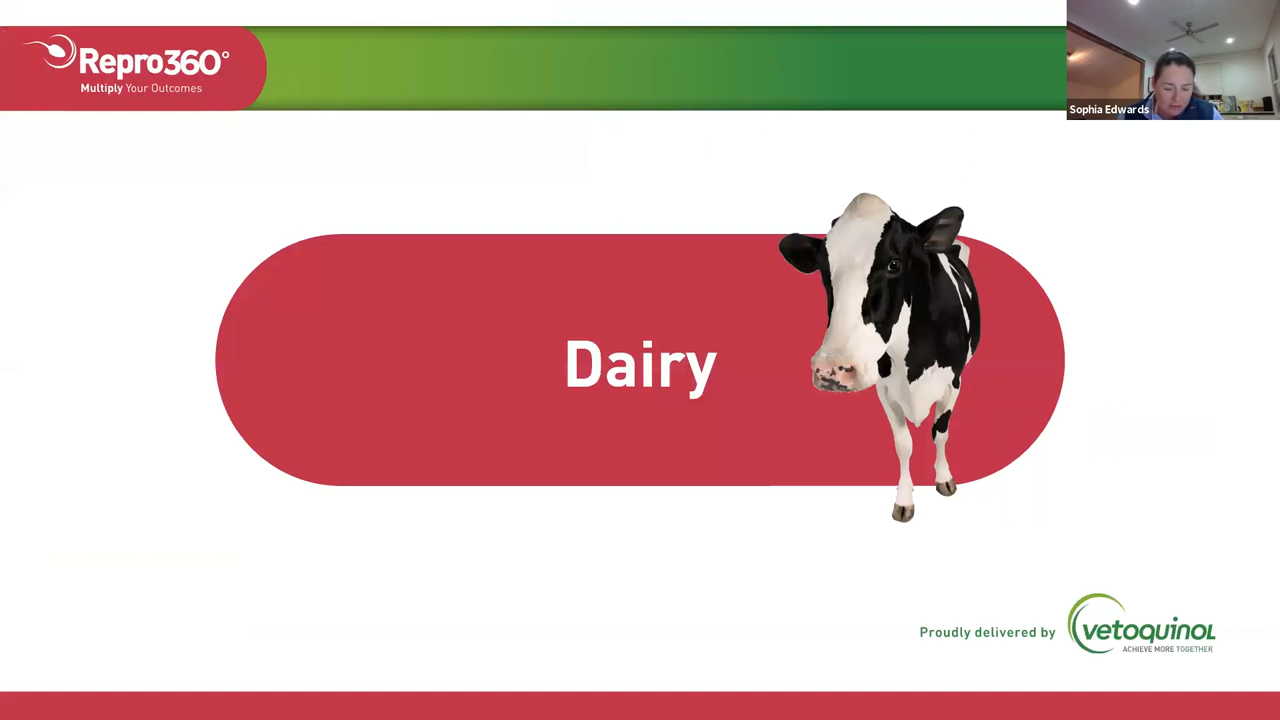 Repro360°
Multiply Your Outcomes
Sophia Edwards
Dairy
Proudly delivered by
vetoquinol
ACHIEVE MORE TOGETHER